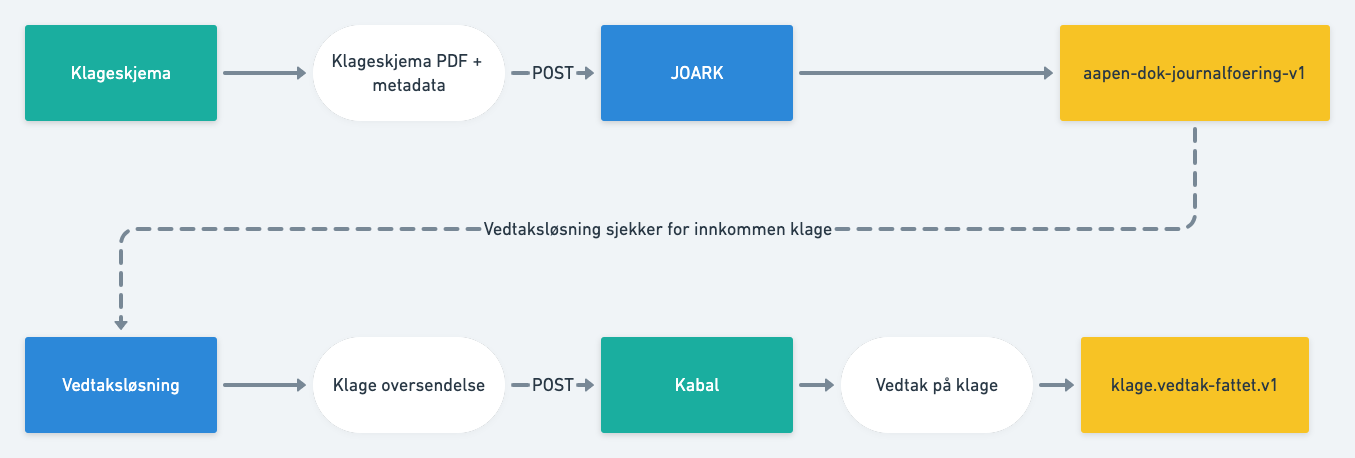 Klageskjema
Klageskjema PDF +
metadata
POST
JOARK
aapen-dok-journalfoering-v1
Vedtaksløsning sjekker for innkommen klage
Vedtaksløsning
Klage oversendelse
POST
Kabal
Vedtak på klage
klage.vedtak-fattet.v1